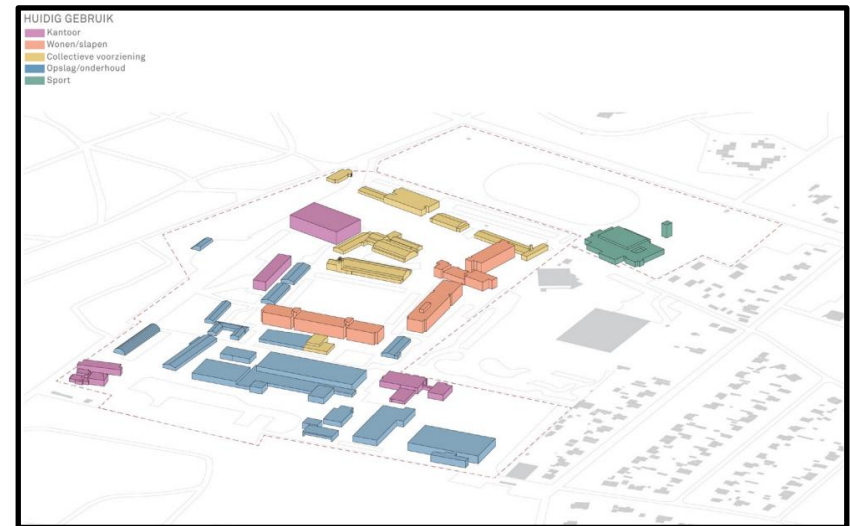 HUIDIG GEBRUIK
Kantoor
Wonen/slapen
Collectieve voorziening
Opslag/onderhoud
Sport